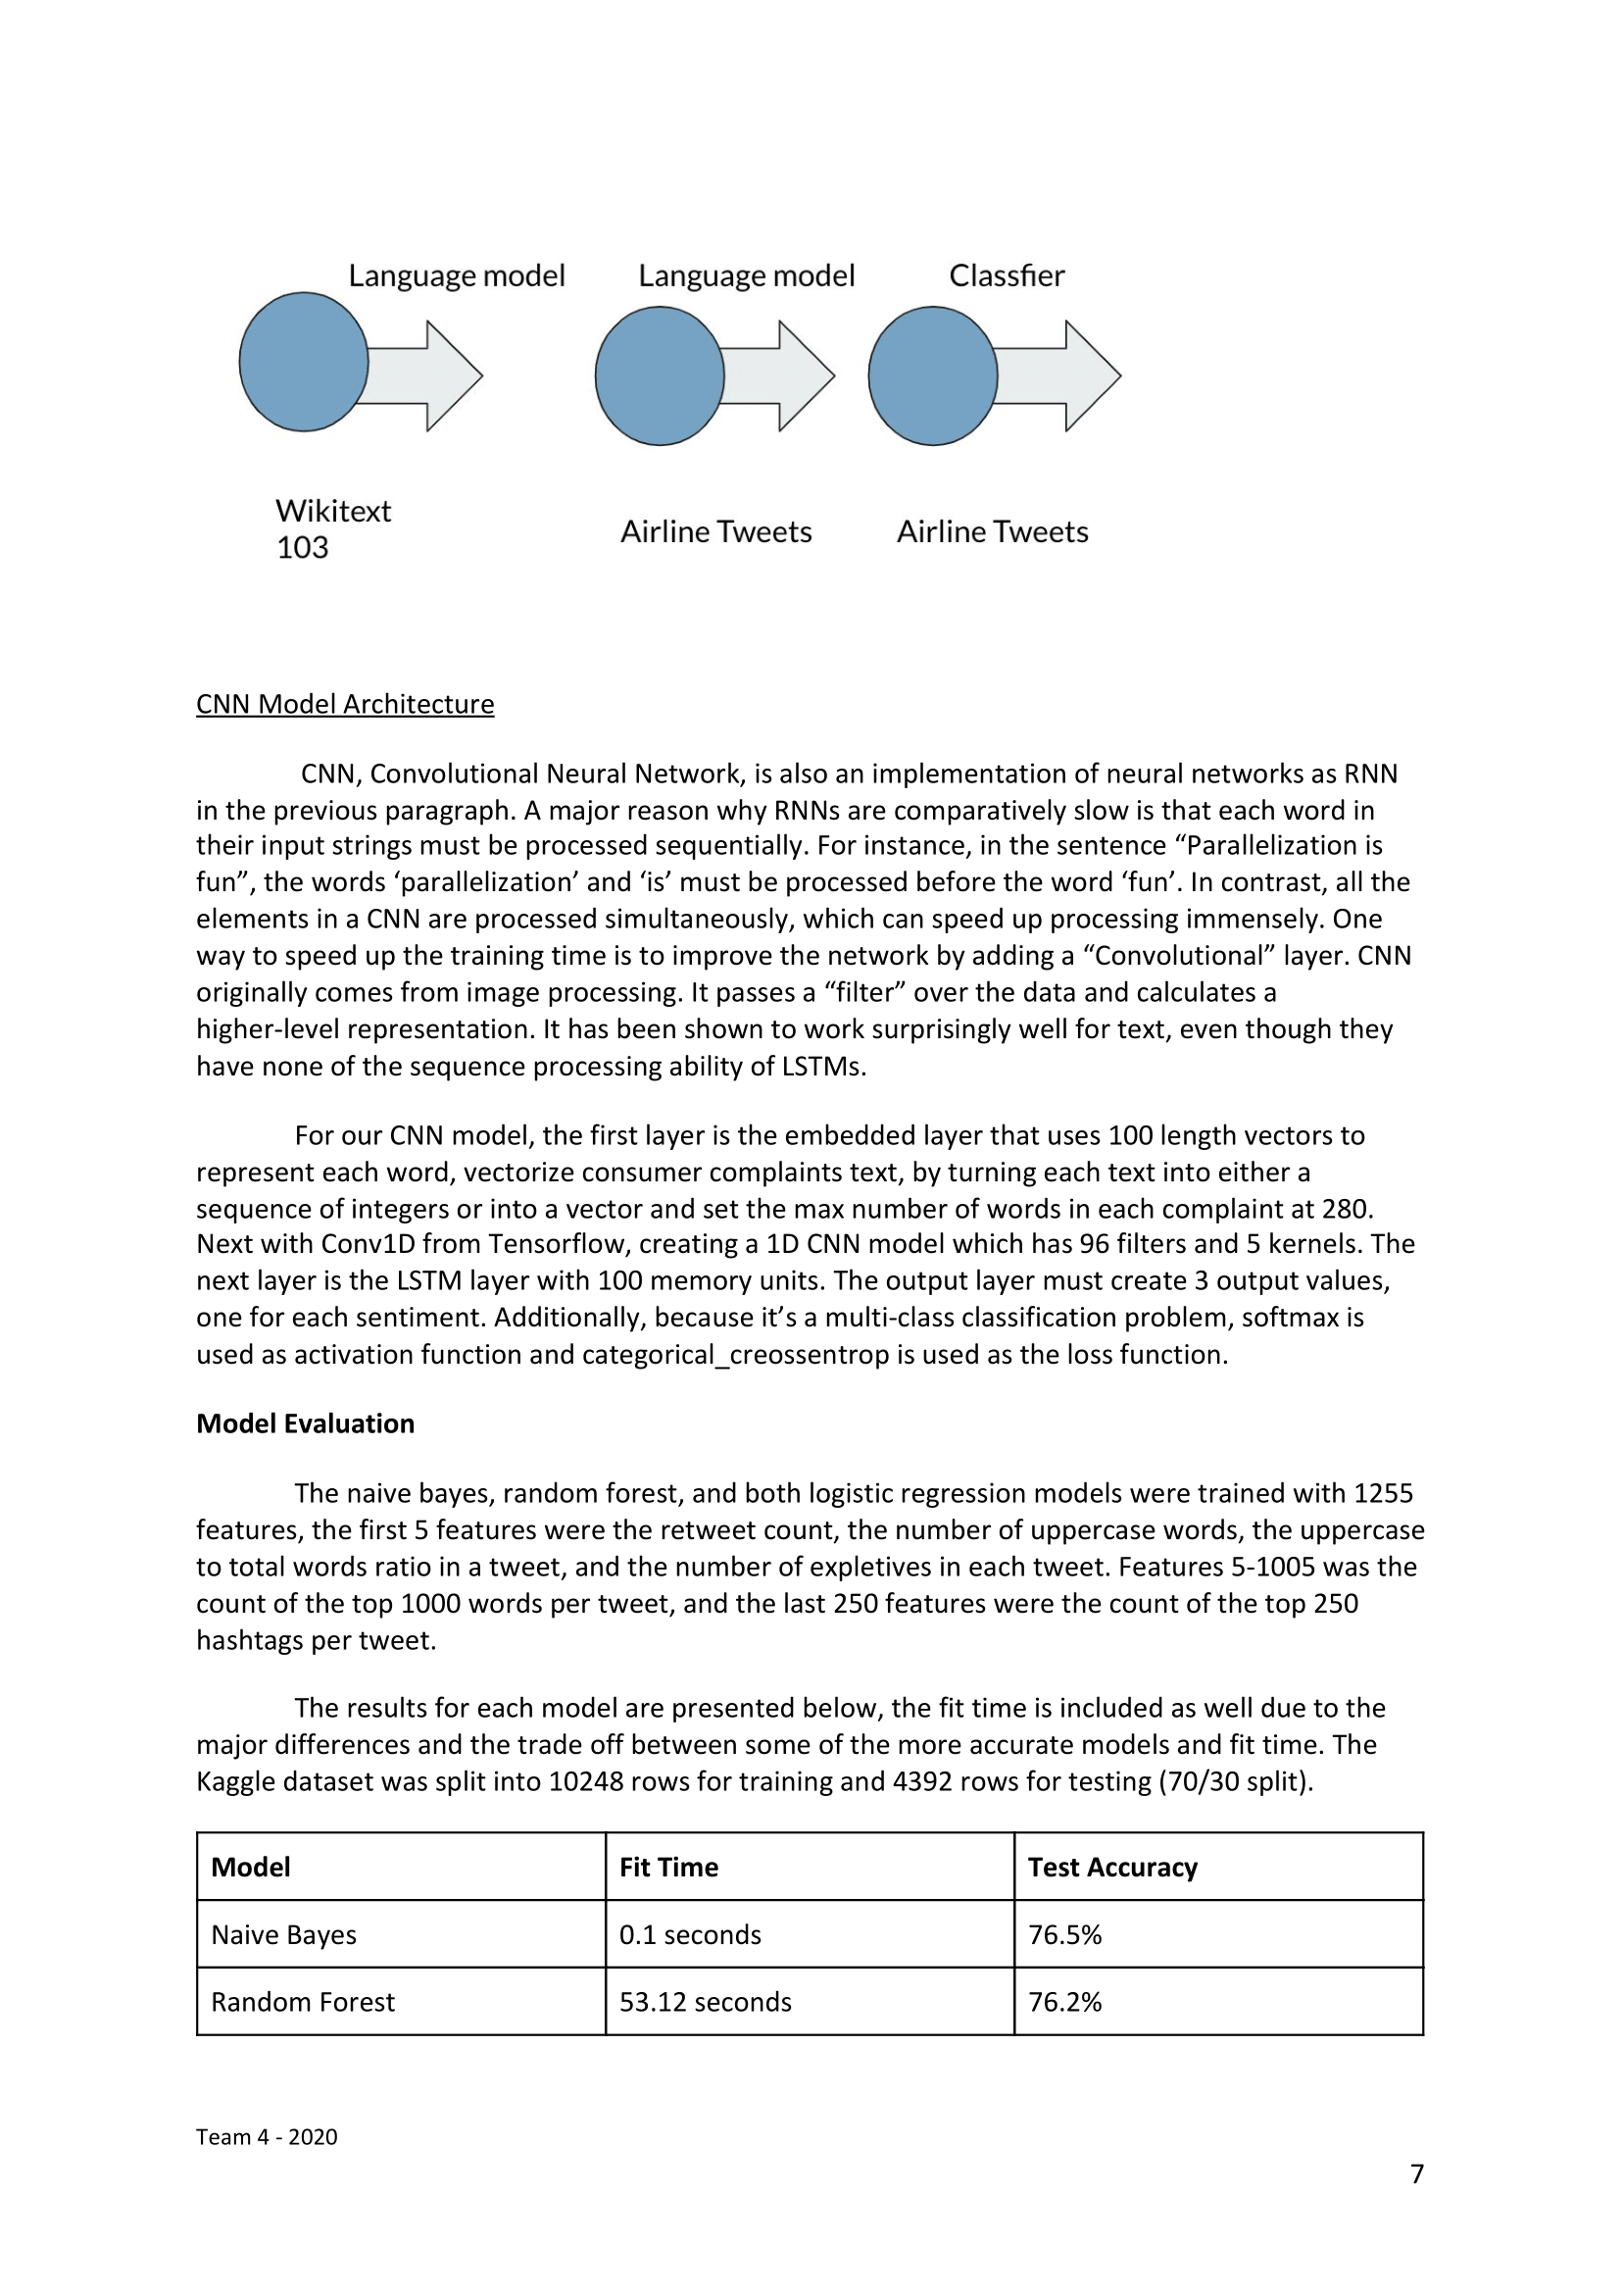 Language model
Language model
Classfier
Wikitext
103
Airline Tweets
Airline Tweets
CNN Model Architecture
CNN, Convolutional Neural Network, is also an implementation of neural networks as RNN
in the previous paragraph. A major reason why RNNs are comparatively slow is that each word in
their input strings must be processed sequentially. For instance, in the sentence “Parallelization is
fun”, the words ‘parallelization’ and ‘is’ must be processed before the word ‘fun’. In contrast, all the
elements in a CNN are processed simultaneously, which can speed up processing immensely. One
way to speed up the training time is to improve the network by adding a “Convolutional” layer. CNN
originally comes from image processing. It passes a “filter” over the data and calculates a
higher-level representation. It has been shown to work surprisingly well for text, even though they
have none of the sequence processing ability of LSTMs.
For our CNN model, the first layer is the embedded layer that uses 100 length vectors to
represent each word, vectorize consumer complaints text, by turning each text into either a
sequence of integers or into a vector and set the max number of words in each complaint at 280.
Next with Conv1D from Tensorflow, creating a 1D CNN model which has 96 filters and 5 kernels. The
next layer is the LSTM layer with 100 memory units. The output layer must create 3 output values,
one for each sentiment. Additionally, because it’s a multi-class classification problem, softmax is
used as activation function and categorical_creossentrop is used as the loss function.
Model Evaluation
The naive bayes, random forest, and both logistic regression models were trained with 1255
features, the first 5 features were the retweet count, the number of uppercase words, the uppercase
to total words ratio in a tweet, and the number of expletives in each tweet. Features 5-1005 was the
count of the top 1000 words per tweet, and the last 250 features were the count of the top 250
hashtags per tweet.
The results for each model are presented below, the fit time is included as well due to the
major differences and the trade off between some of the more accurate models and fit time. The
Kaggle dataset was split into 10248 rows for training and 4392 rows for testing (70/30 split).
Model Fit Time Test Accuracy
Naive Bayes 0.1 seconds 76.5%
Random Forest 53.12 seconds 76.2%
Team 4 - 2020
7